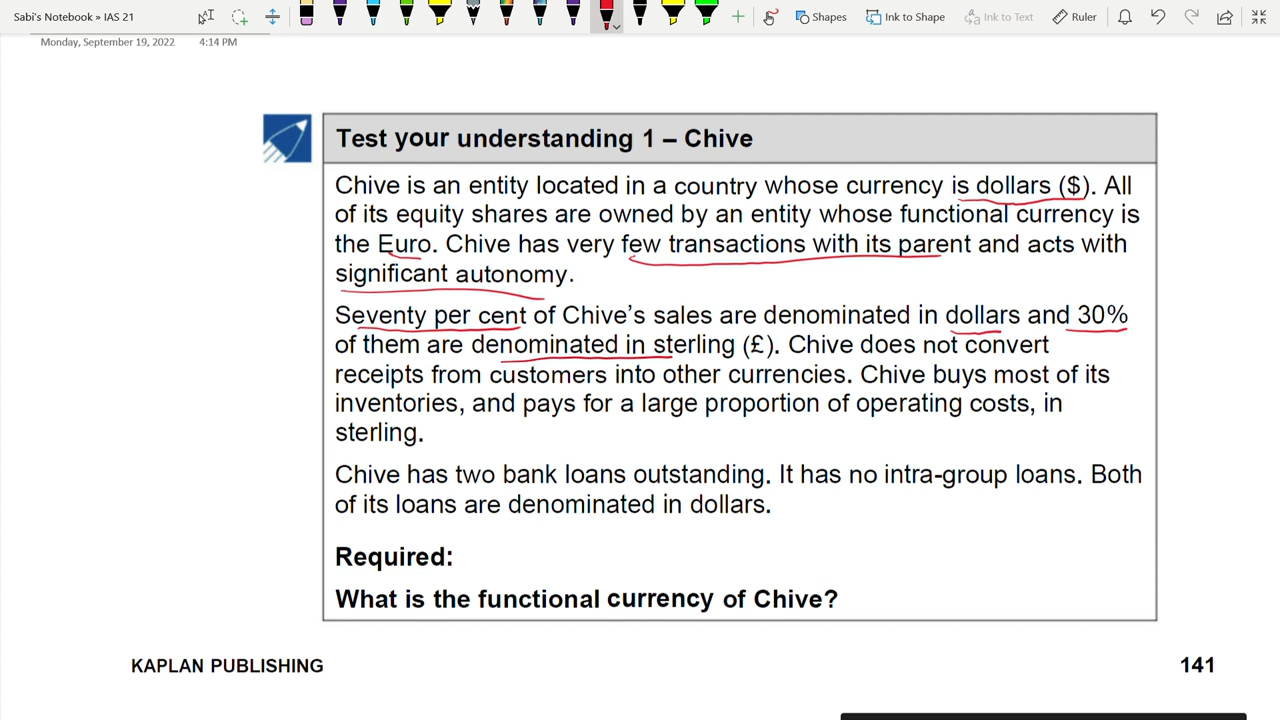 Sabi's Notebook » IAS 21
Shapes
Ink to Shape
Ink to Text
Ruler
Monday, September 19, 2022 4:14 PM
Test your understanding 1 – Chive
Chive is an entity located in a country whose currency is dollars ($). All
of its equity shares are owned by an entity whose functional currency is
the Euro. Chive has very few transactions with its parent and acts with
significant autonomy.
Seventy per cent of Chive's sales are denominated in dollars and 30%
of them are denominated in sterling (£). Chive does not convert
receipts from customers into other currencies. Chive buys most of its
inventories, and pays for a large proportion of operating costs, in
sterling.
Chive has two bank loans outstanding. It has no intra-group loans. Both
of its loans are denominated in dollars.
Required:
What is the functional currency of Chive?
KAPLAN PUBLISHING 141